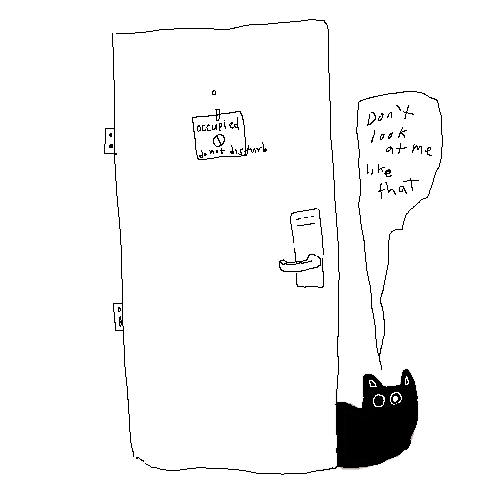 occupied
do not disturb
Don't
look
at me
like
that